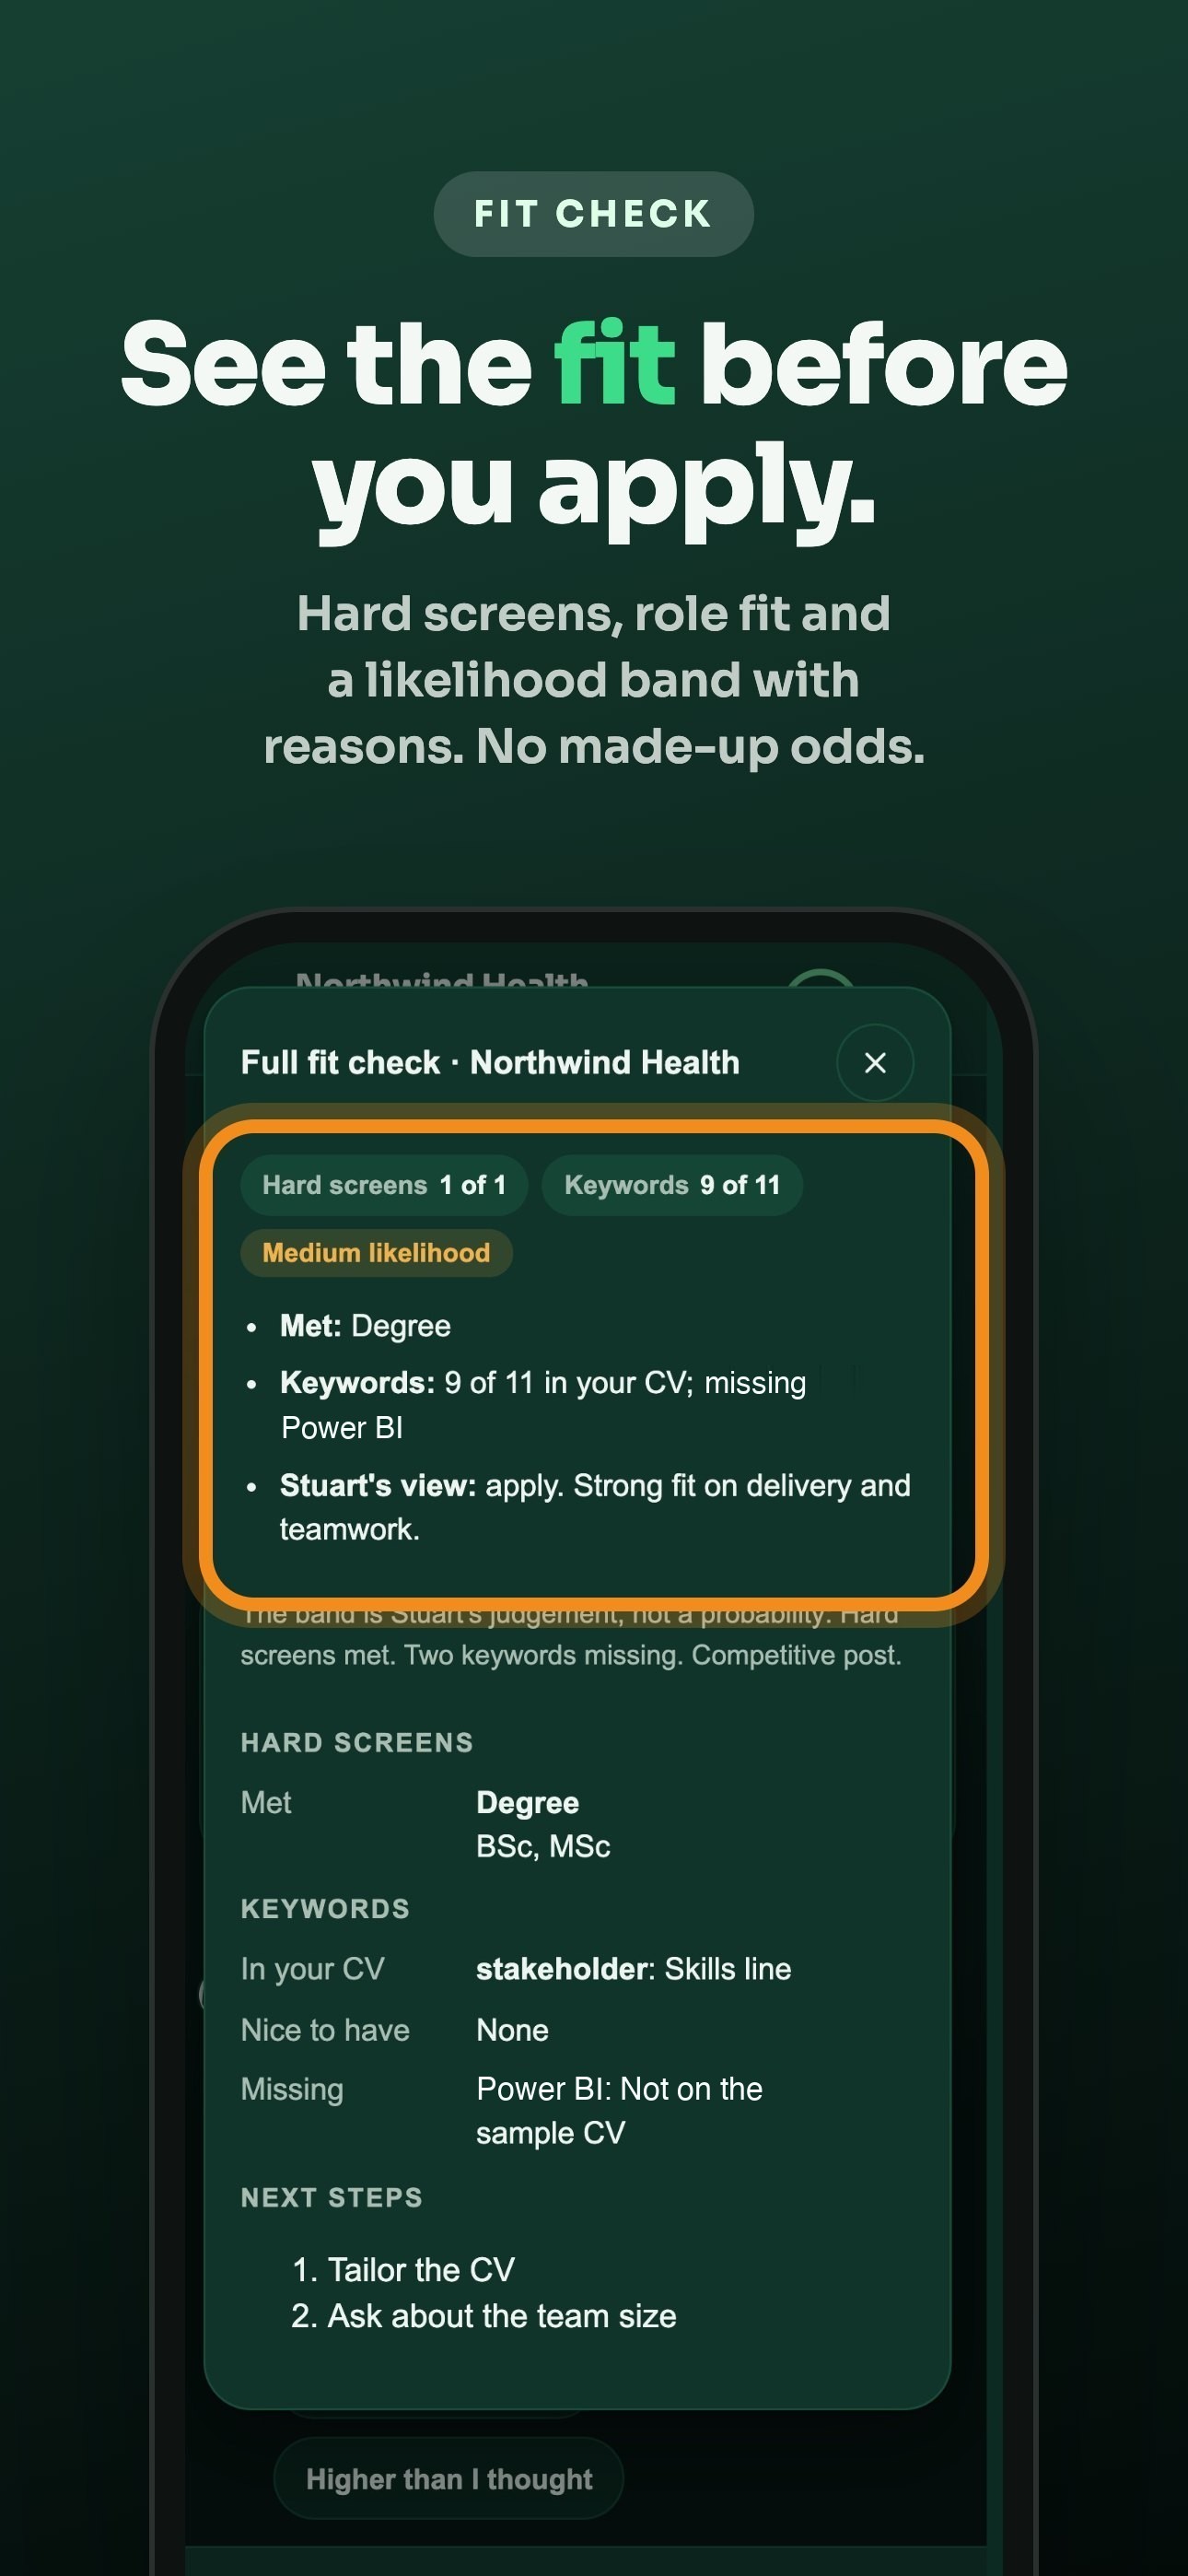 FIT CHECK
See the fit before
you apply.
Hard screens, role fit and
a likelihood band with
reasons. No made-up odds.
Northwind Health
Full fit check · Northwind Health
Hard screens 1 of 1
Keywords 9 of 11
Medium likelihood
• Met: Degree
• Keywords: 9 of 11 in your CV; missing
Power BI
• Stuart's view: apply. Strong fit on delivery and
teamwork.
The band is Stuart's judgement, not a probability. Hard
screens met. Two keywords missing. Competitive post.
HARD SCREENS
Met
Degree
BSc, MSc
KEYWORDS
In your CV
stakeholder: Skills line
Nice to have
None
Missing
Power BI: Not on the
sample CV
NEXT STEPS
1. Tailor the CV
2. Ask about the team size
Higher than I thought